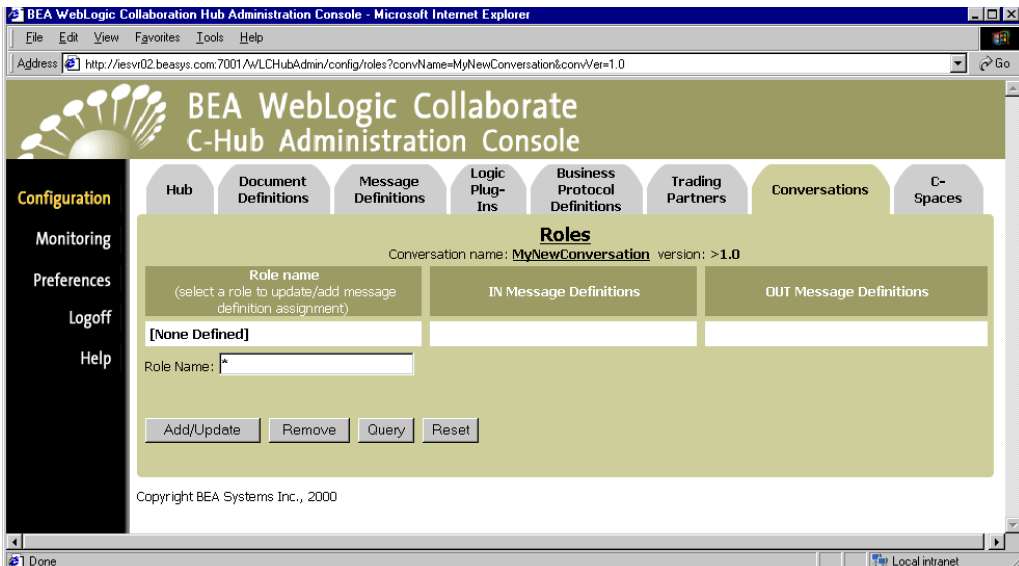 BEA WebLogic Collaboration Hub Administration Console - Microsoft Internet Explorer
File Edit View Favorites Tools Help
Address http://iesvr02.beasys.com:7001/WLCHubAdmin/config/roles?convName=MyNewConversation&convVer=1.0 Go
BEA WebLogic Collaborate
C-Hub Administration Console
Configuration
Monitoring
Preferences
Logoff
Help
Hub
Document
Definitions
Message
Definitions
Logic
Plug-
Ins
Business
Protocol
Definitions
Trading
Partners
Conversations
C-
Spaces
Roles
Conversation name: MyNewConversation version: >1.0
Role name
(select a role to update/add message
definition assignment)
IN Message Definitions
OUT Message Definitions
[None Defined]
Role Name: *
Add/Update Remove Query Reset
Copyright BEA Systems Inc., 2000
Done Local intranet